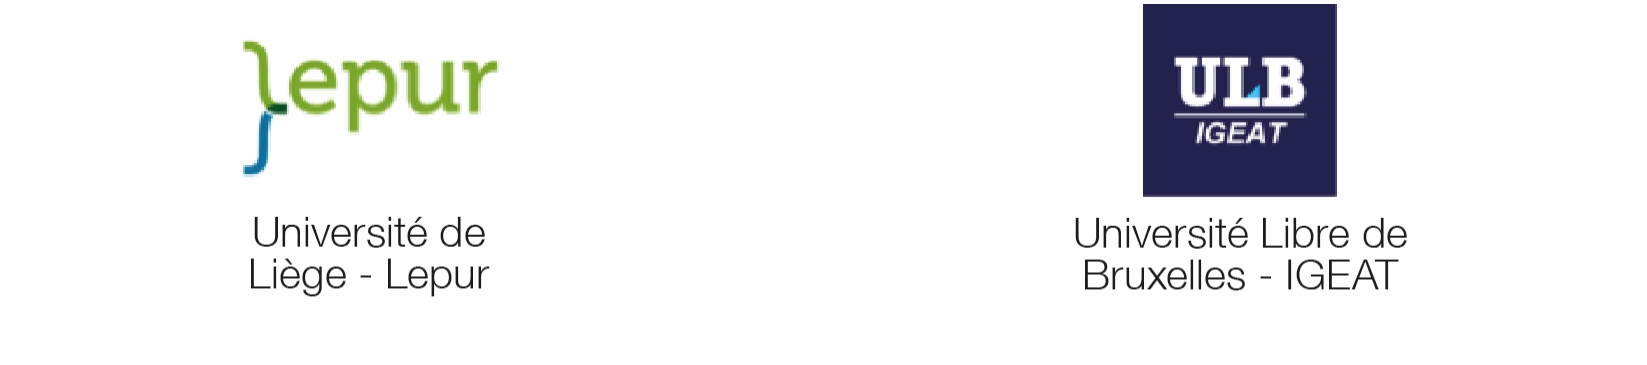 lepur
Université de
Liège - Lepur
ULB
IGEAT
Université Libre de
Bruxelles - IGEAT